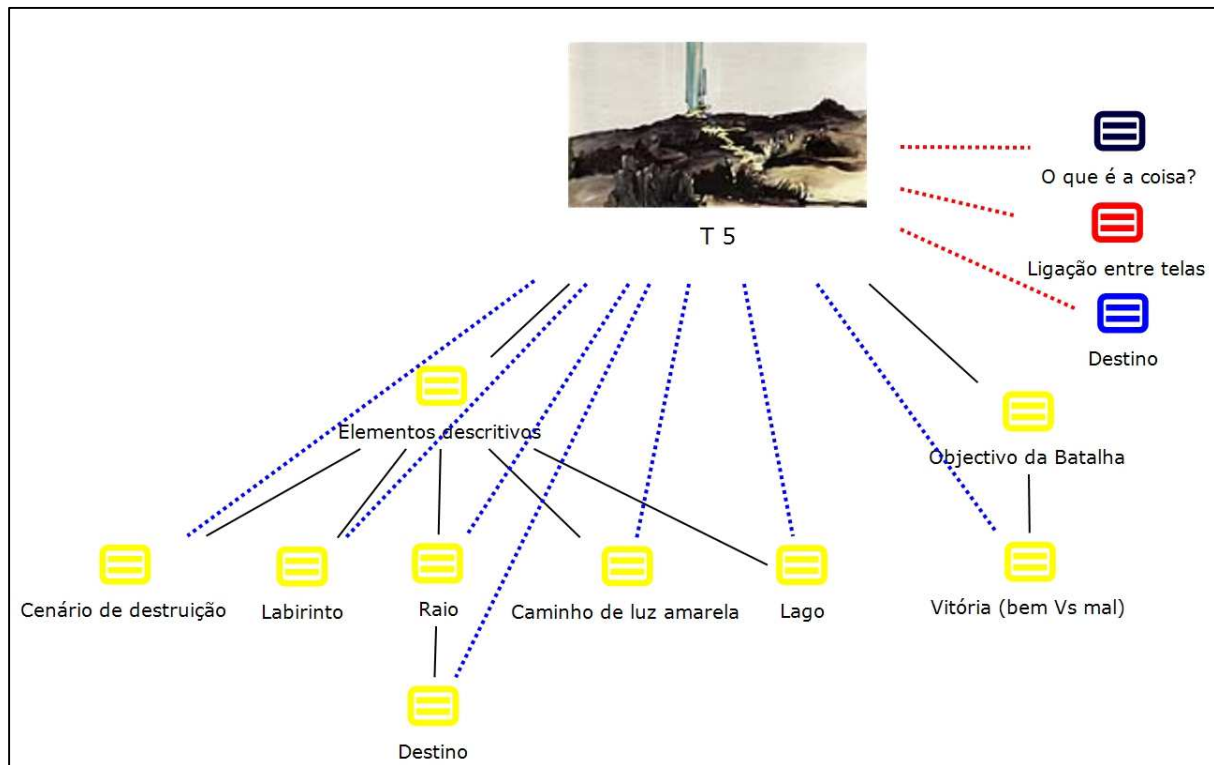 O que é a coisa?
T 5
Ligação entre telas
Destino
Elementos descritivos
Objectivo da Batalha
Cenário de destruição
Labirinto
Raio
Caminho de luz amarela
Lago
Vitória (bem Vs mal)
Destino